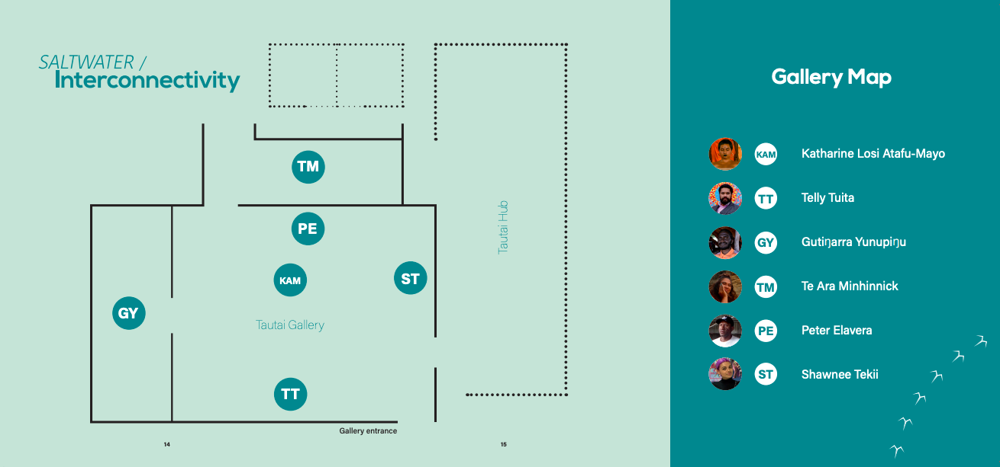 SALTWATER /
Interconnectivity
TM
PE
KAM
ST
GY
Tautai Gallery
TT
Tautai Hub
Gallery entrance
14
15
Gallery Map
KAM Katharine Losi Atafu-Mayo
TT Telly Tuita
GY Gutiŋarra Yunupiŋu
TM Te Ara Minhinnick
PE Peter Elavera
ST Shawnee Tekii